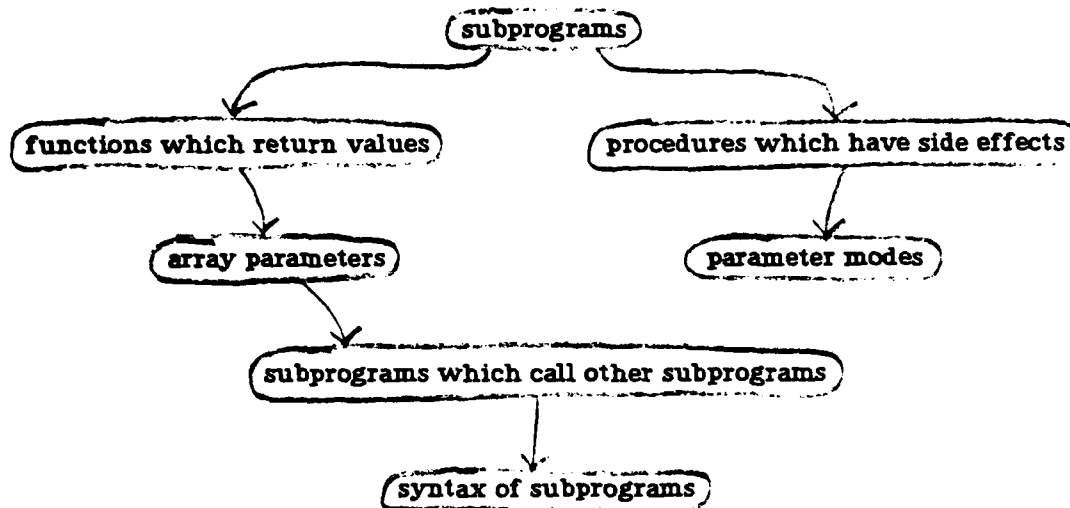 subprograms
functions which return values
procedures which have side effects
array parameters
parameter modes
subprograms which call other subprograms
syntax of subprograms